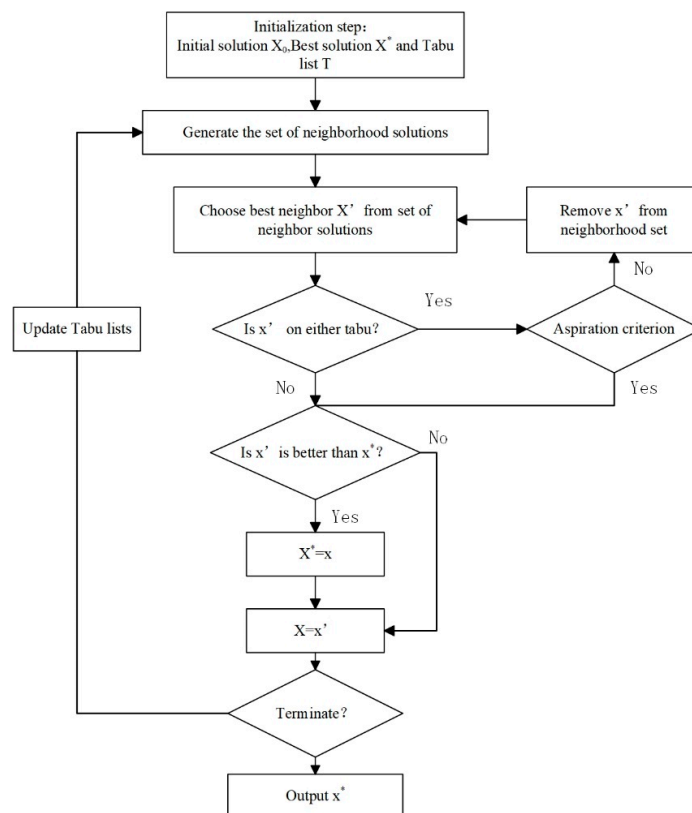 Initialization step:
Initial solution X₀,Best solution X* and Tabu
list T
Generate the set of neighborhood solutions
Choose best neighbor X’ from set of
neighbor solutions
Remove x’ from
neighborhood set
No
Yes
Update Tabu lists
Is x’ on either tabu?
Aspiration criterion
No
Yes
No
Is x’ is better than x*?
Yes
X*=x
X=x’
Terminate?
Output x*